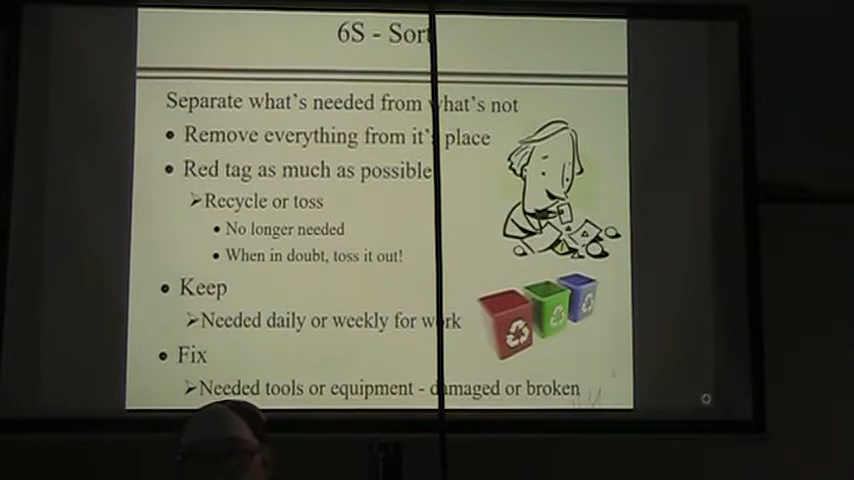 6S - Sort
Separate what's needed from what's not
• Remove everything from it's place
• Red tag as much as possible
➢Recycle or toss
• No longer needed
• When in doubt, toss it out!
• Keep
➢Needed daily or weekly for work
• Fix
➢Needed tools or equipment - damaged or broken